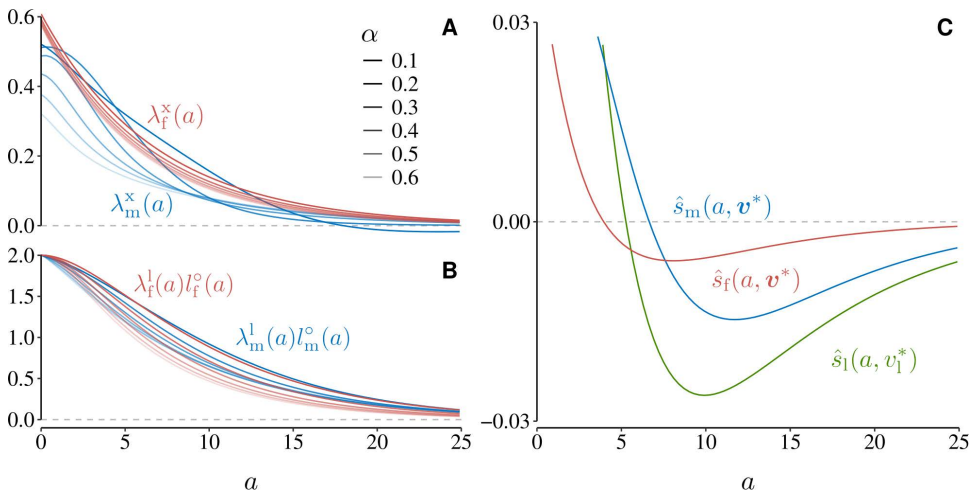 A
0.6
0.4
0.2
0.0
α
0.1
0.2
0.3
0.4
0.5
0.6
λ_f^x(a)
λ_m^x(a)
B
2.0
1.5
1.0
0.5
0.0
λ_f^l(a)l_f^○(a)
λ_m^l(a)l_m^○(a)
0 5 10 15 20 25
a
C
0.03
0.00
−0.03
ŝ_m(a, v*)
ŝ_f(a, v*)
ŝ_l(a, v_l^*)
0 5 10 15 20 25
a